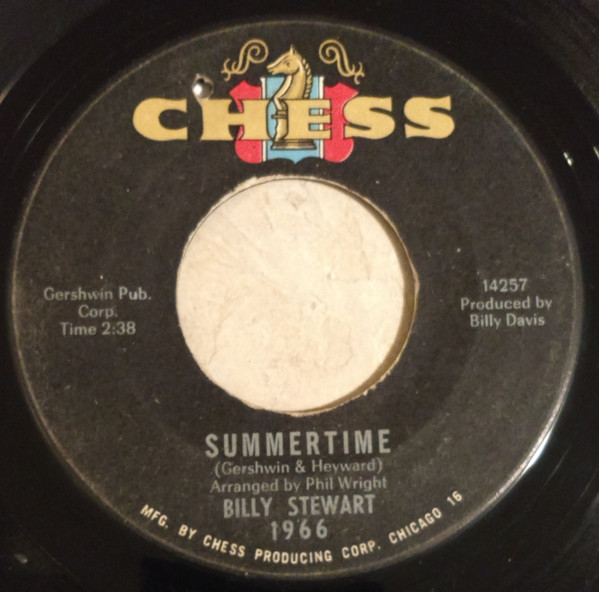 CHESS
Gershwin Pub.
Corp.
Time 2:38
14257
Produced by
Billy Davis
SUMMERTIME
(Gershwin & Heyward)
Arranged by Phil Wright
BILLY STEWART
1966
MFG. BY CHESS PRODUCING CORP. CHICAGO 16